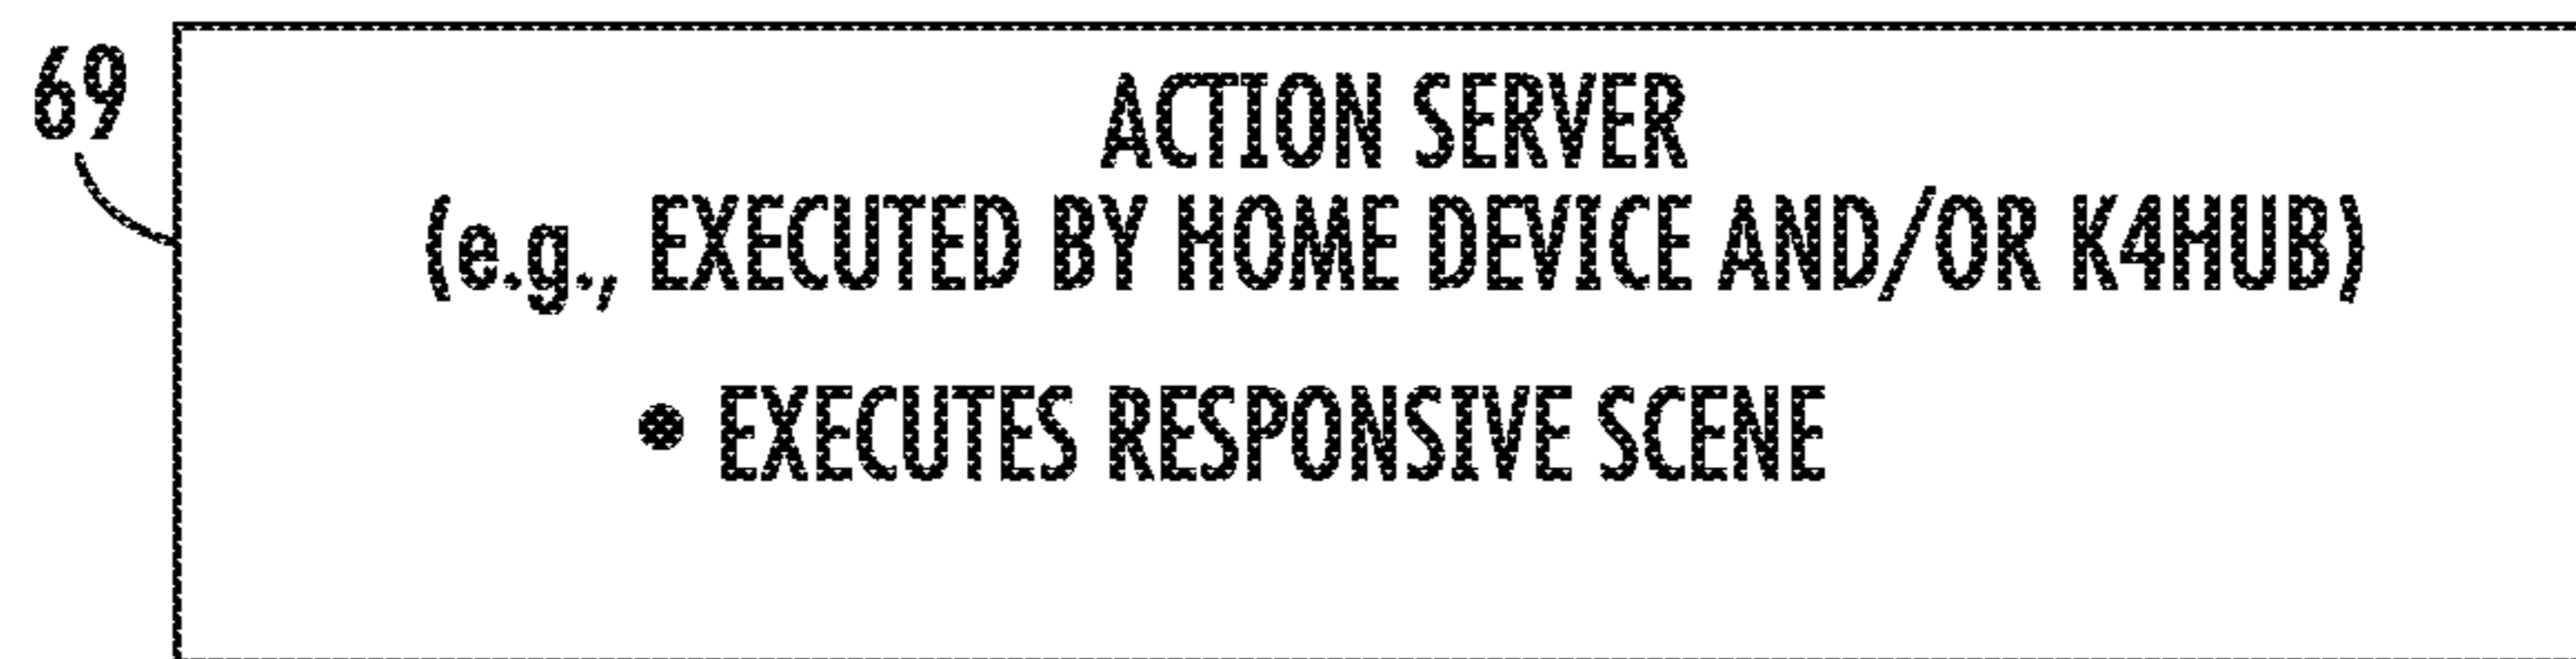 69
ACTION SERVER
(e.g., EXECUTED BY HOME DEVICE AND/OR K4HUB)
• EXECUTES RESPONSIVE SCENE